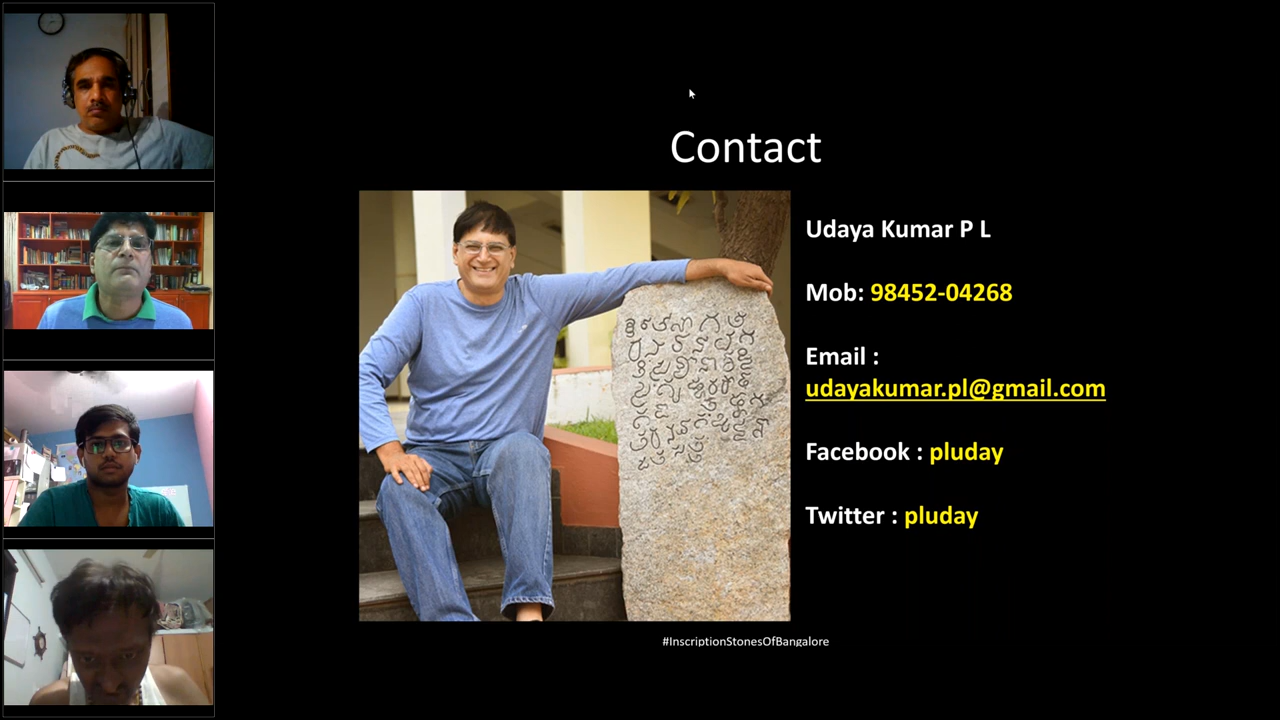 Contact
Udaya Kumar P L
Mob: 98452-04268
Email :
udayakumar.pl@gmail.com
Facebook : pluday
Twitter : pluday
#InscriptionStonesOfBangalore